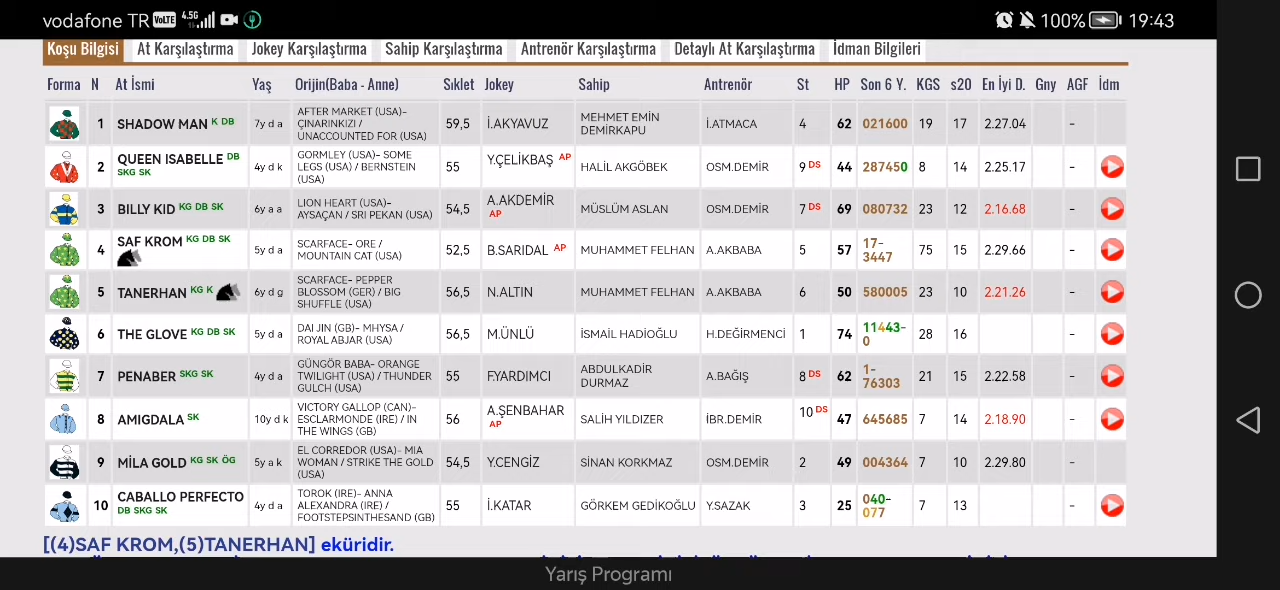 vodafone TR VoLTE 4.5G 100% 19:43
Koşu Bilgisi At Karşılaştırma Jokey Karşılaştırma Sahip Karşılaştırma Antrenör Karşılaştırma Detaylı At Karşılaştırma İdman Bilgileri
Forma N At İsmi Yaş Orijin(Baba - Anne) Sıklet Jokey Sahip Antrenör St HP Son 6 Y. KGS s20 En İyi D. Gny AGF İdm
1 SHADOW MAN K DB 7y d a AFTER MARKET (USA)- ÇINARINKIZI / UNACCOUNTED FOR (USA) 59,5 İ.AKYAVUZ MEHMET EMİN DEMİRKAPU İ.ATMACA 4 62 021600 19 17 2.27.04 -
2 QUEEN ISABELLE DB SKG SK 4y d k GORMLEY (USA)- SOME LEGS (USA) / BERNSTEIN (USA) 55 Y.ÇELİKBAŞ AP HALİL AKGÖBEK OSM.DEMİR 9 DS 44 287450 8 14 2.25.17 -
3 BILLY KID KG DB SK 6y a a LION HEART (USA)- AYSAÇAN / SRI PEKAN (USA) 54,5 A.AKDEMİR AP MÜSLÜM ASLAN OSM.DEMİR 7 DS 69 080732 23 12 2.16.68 -
4 SAF KROM KG DB SK 5y d a SCARFACE- ORE / MOUNTAIN CAT (USA) 52,5 B.SARIDAL AP MUHAMMET FELHAN A.AKBABA 5 57 17-3447 75 15 2.29.66 -
5 TANERHAN KG K 6y d g SCARFACE- PEPPER BLOSSOM (GER) / BIG SHUFFLE (USA) 56,5 N.ALTIN MUHAMMET FELHAN A.AKBABA 6 50 580005 23 10 2.21.26 -
6 THE GLOVE KG DB SK 5y d a DAI JIN (GB)- MHYSA / ROYAL ABJAR (USA) 56,5 M.ÜNLÜ İSMAİL HADİOĞLU H.DEĞİRMENCİ 1 74 11443-0 28 16 -
7 PENABER SKG SK 4y d a GÜNGÖR BABA- ORANGE TWILIGHT (USA) / THUNDER GULCH (USA) 55 F.YARDIMCI ABDULKADİR DURMAZ A.BAĞIŞ 8 DS 62 1-76303 21 15 2.22.58 -
8 AMIGDALA SK 10y d k VICTORY GALLOP (CAN)- ESCLARMONDE (IRE) / IN THE WINGS (GB) 56 A.ŞENBAHAR AP SALİH YILDIZER İBR.DEMİR 10 DS 47 645685 7 14 2.18.90 -
9 MİLA GOLD KG SK ÖG 5y a k EL CORREDOR (USA)- MIA WOMAN / STRIKE THE GOLD (USA) 54,5 Y.CENGİZ SİNAN KORKMAZ OSM.DEMİR 2 49 004364 7 10 2.29.80 -
10 CABALLO PERFECTO DB SKG SK 4y d a TOROK (IRE)- ANNA ALEXANDRA (IRE) / FOOTSTEPSINTHESAND (GB) 55 İ.KATAR GÖRKEM GEDİKOĞLU Y.SAZAK 3 25 040-077 7 13 -
[(4)SAF KROM,(5)TANERHAN] eküridir.
Yarış Programı